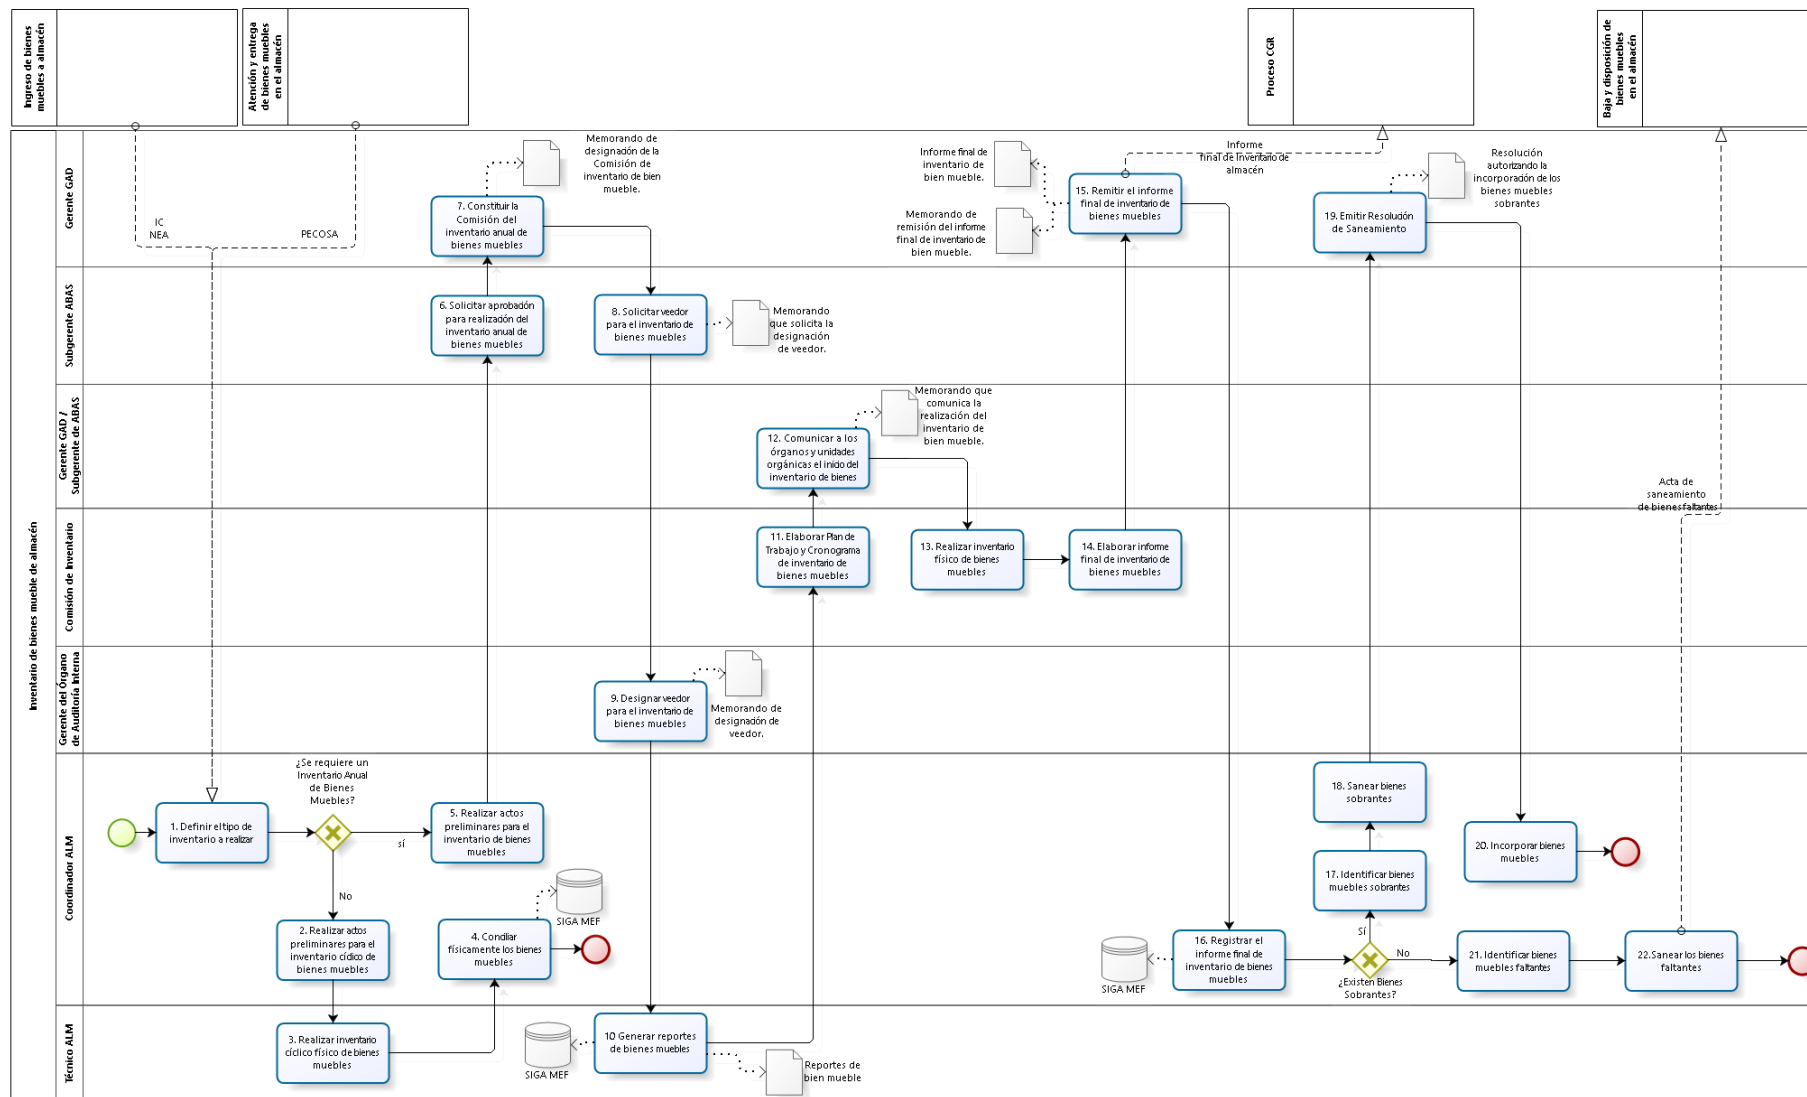 Ingreso de bienes
muebles a almacén
Atención y entrega
de bienes muebles
en el almacén
Proceso CGR
Baja y disposición de
bienes muebles
en el almacén
Inventario de bienes mueble de almacén
Gerente GAD
IC
NEA
PECOSA
7. Constituir la
Comisión del
inventario anual de
bienes muebles
Memorando de
designación de la
Comisión de
inventario de bien
mueble.
Informe final de
inventario de
bien mueble.
Memorando de
remisión del informe
final de inventario de
bien mueble.
15. Remitir el informe
final de inventario de
bienes muebles
Informe
final de Inventario de
almacén
19. Emitir Resolución
de Saneamiento
Resolución
autorizando la
incorporación de los
bienes muebles
sobrantes
Subgerente ABAS
6. Solicitar aprobación
para realización del
inventario anual de
bienes muebles
8. Solicitar veedor
para el inventario de
bienes muebles
Memorando
que solicita la
designación
de veedor.
Gerente GAD /
Subgerente de ABAS
12. Comunicar a los
órganos y unidades
orgánicas el inicio del
inventario de bienes
Memorando que
comunica la
realización del
inventario de
bien mueble.
Acta de
saneamiento
de bienes faltantes
Comisión de Inventario
11. Elaborar Plan de
Trabajo y Cronograma
de inventario de
bienes muebles
13. Realizar inventario
físico de bienes
muebles
14. Elaborar informe
final de inventario de
bienes muebles
Gerente del Órgano
de Auditoría Interna
9. Designar veedor
para el inventario de
bienes muebles
Memorando de
designación de
veedor.
Coordinador ALM
1. Definir el tipo de
inventario a realizar
¿Se requiere un
Inventario Anual
de Bienes
Muebles?
sí
No
5. Realizar actos
preliminares para el
inventario de bienes
muebles
2. Realizar actos
preliminares para el
inventario cíclico de
bienes muebles
4. Conciliar
físicamente los bienes
muebles
SIGA MEF
SIGA MEF
16. Registrar el
informe final de
inventario de bienes
muebles
¿Existen Bienes
Sobrantes?
Sí
No
17. Identificar bienes
muebles sobrantes
18. Sanear bienes
sobrantes
20. Incorporar bienes
muebles
21. Identificar bienes
muebles faltantes
22.Sanear los bienes
faltantes
Técnico ALM
3. Realizar inventario
cíclico físico de bienes
muebles
SIGA MEF
10 Generar reportes
de bienes muebles
Reportes de
bien mueble